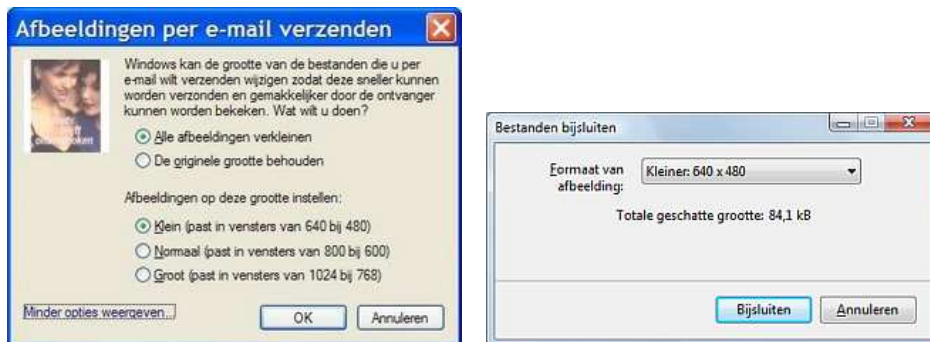 Afbeeldingen per e-mail verzenden
Windows kan de grootte van de bestanden die u per
e-mail wilt verzenden wijzigen zodat deze sneller kunnen
worden verzonden en gemakkelijker door de ontvanger
kunnen worden bekeken. Wat wilt u doen?
Alle afbeeldingen verkleinen
De originele grootte behouden
Afbeeldingen op deze grootte instellen:
Klein (past in vensters van 640 bij 480)
Normaal (past in vensters van 800 bij 600)
Groot (past in vensters van 1024 bij 768)
Minder opties weergeven...
OK
Annuleren
Bestanden bijsluiten
Formaat van
afbeelding:
Kleiner: 640 x 480
Totale geschatte grootte: 84,1 kB
Bijsluiten
Annuleren